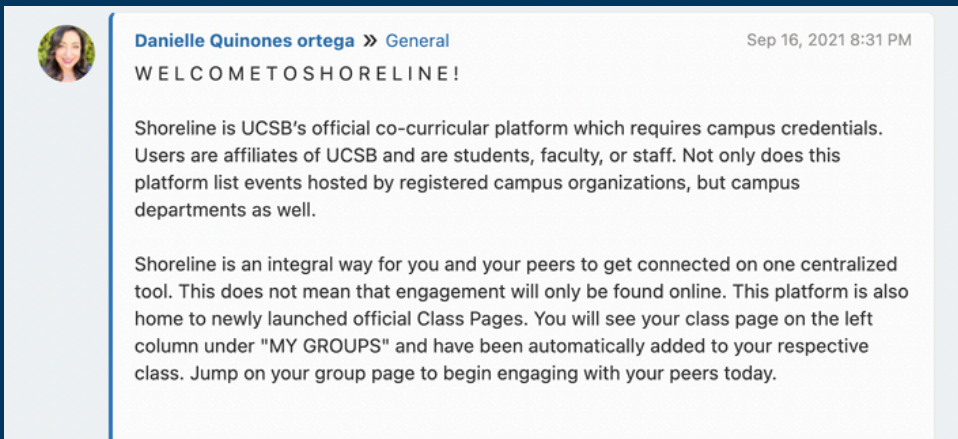 Danielle Quinones ortega » General Sep 16, 2021 8:31 PM
W E L C O M E T O S H O R E L I N E !
Shoreline is UCSB's official co-curricular platform which requires campus credentials.
Users are affiliates of UCSB and are students, faculty, or staff. Not only does this
platform list events hosted by registered campus organizations, but campus
departments as well.
Shoreline is an integral way for you and your peers to get connected on one centralized
tool. This does not mean that engagement will only be found online. This platform is also
home to newly launched official Class Pages. You will see your class page on the left
column under "MY GROUPS" and have been automatically added to your respective
class. Jump on your group page to begin engaging with your peers today.